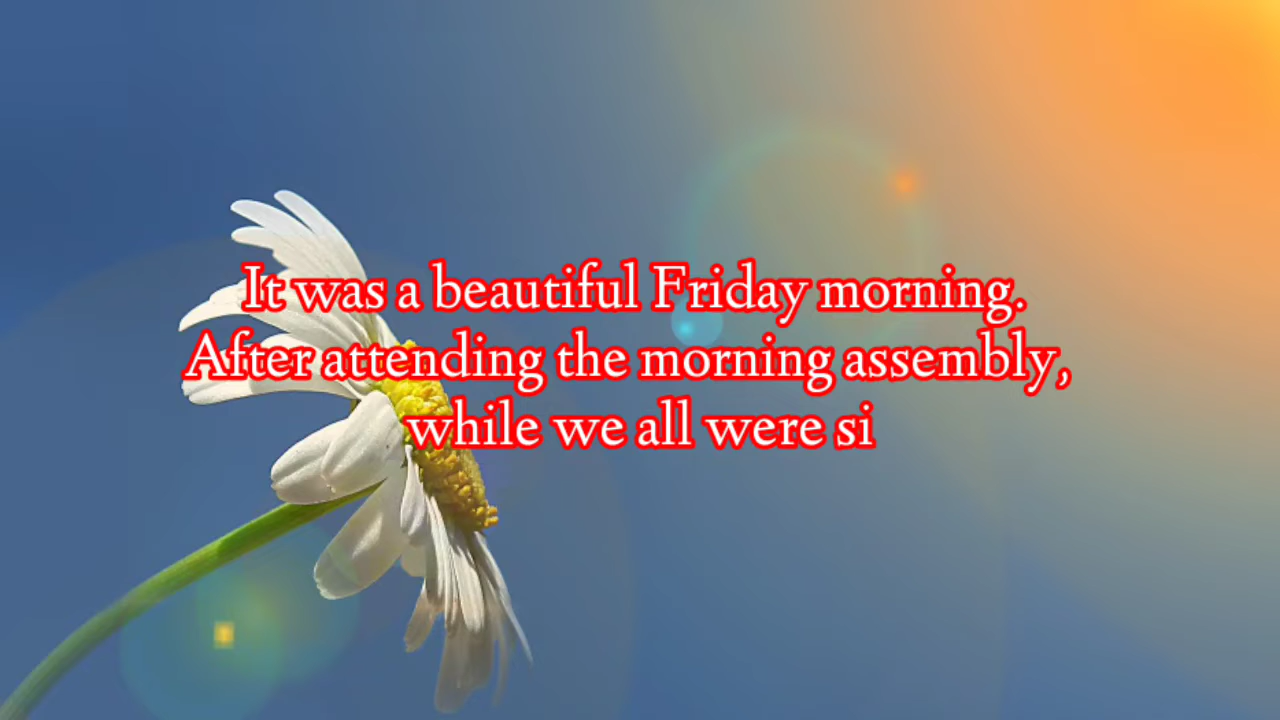 It was a beautiful Friday morning.
After attending the morning assembly,
while we all were si